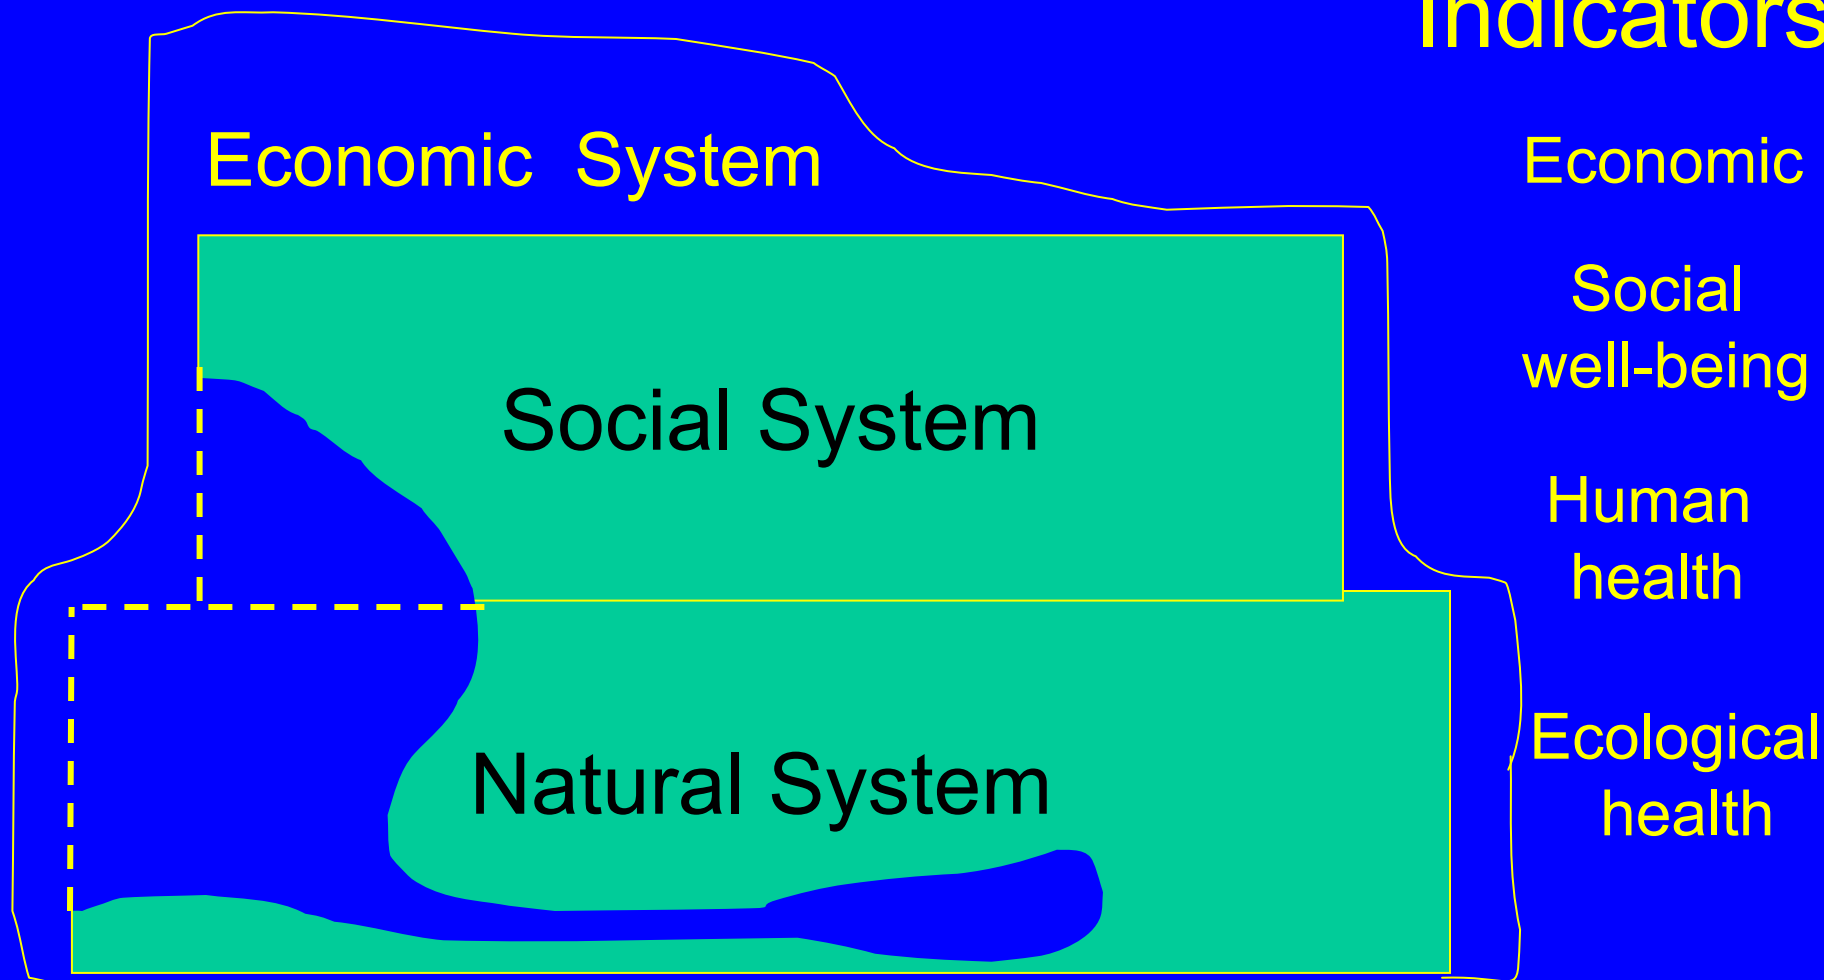 Indicators
Economic System
Economic
Social
well-being
Social System
Human
health
Ecological
health
Natural System